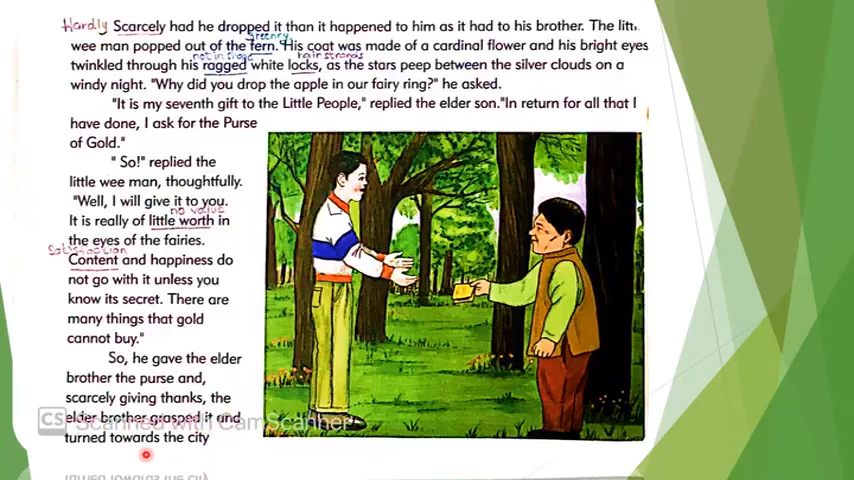 Hardly Scarcely had he dropped it than it happened to him as it had to his brother. The
greenry
wee man popped out of the fern. His coat was made of a cardinal flower and his bright eyes
hair strands
twinkled through his ragged white locks, as the stars peep between the silver clouds on a
windy night. "Why did you drop the apple in our fairy ring?" he asked.
"It is my seventh gift to the Little People," replied the elder son."In return for all that I
have done, I ask for the Purse
of Gold."
" So!" replied the
little wee man, thoughtfully.
"Well, I will give it to you.
no value
It is really of little worth in
the eyes of the fairies.
Satisfaction
Content and happiness do
not go with it unless you
know its secret. There are
many things that gold
cannot buy."
So, he gave the elder
brother the purse and,
scarcely giving thanks, the
elder brother grasped it and
CS Scanned with CamScanner
turned towards the city